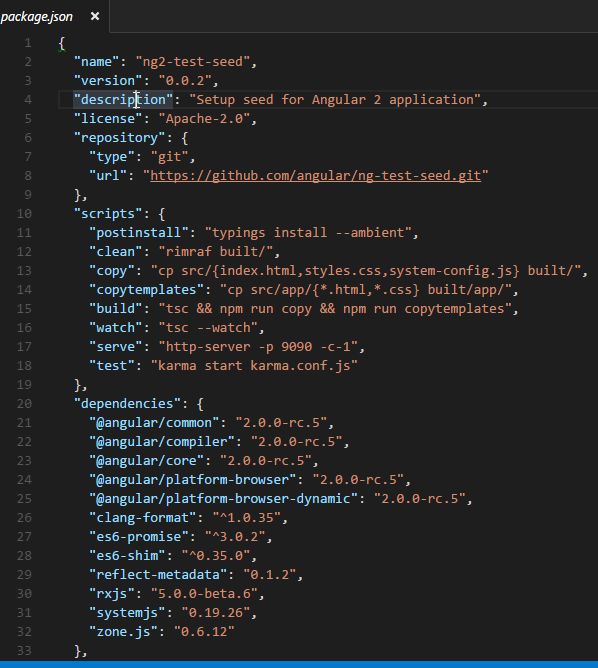 package.json ×
1 {
2 "name": "ng2-test-seed",
3 "version": "0.0.2",
4 "description": "Setup seed for Angular 2 application",
5 "license": "Apache-2.0",
6 "repository": {
7 "type": "git",
8 "url": "https://github.com/angular/ng-test-seed.git"
9 },
10 "scripts": {
11 "postinstall": "typings install --ambient",
12 "clean": "rimraf built/",
13 "copy": "cp src/{index.html,styles.css,system-config.js} built/",
14 "copytemplates": "cp src/app/{*.html,*.css} built/app/",
15 "build": "tsc && npm run copy && npm run copytemplates",
16 "watch": "tsc --watch",
17 "serve": "http-server -p 9090 -c-1",
18 "test": "karma start karma.conf.js"
19 },
20 "dependencies": {
21 "@angular/common": "2.0.0-rc.5",
22 "@angular/compiler": "2.0.0-rc.5",
23 "@angular/core": "2.0.0-rc.5",
24 "@angular/platform-browser": "2.0.0-rc.5",
25 "@angular/platform-browser-dynamic": "2.0.0-rc.5",
26 "clang-format": "^1.0.35",
27 "es6-promise": "^3.0.2",
28 "es6-shim": "^0.35.0",
29 "reflect-metadata": "0.1.2",
30 "rxjs": "5.0.0-beta.6",
31 "systemjs": "0.19.26",
32 "zone.js": "0.6.12"
33 },